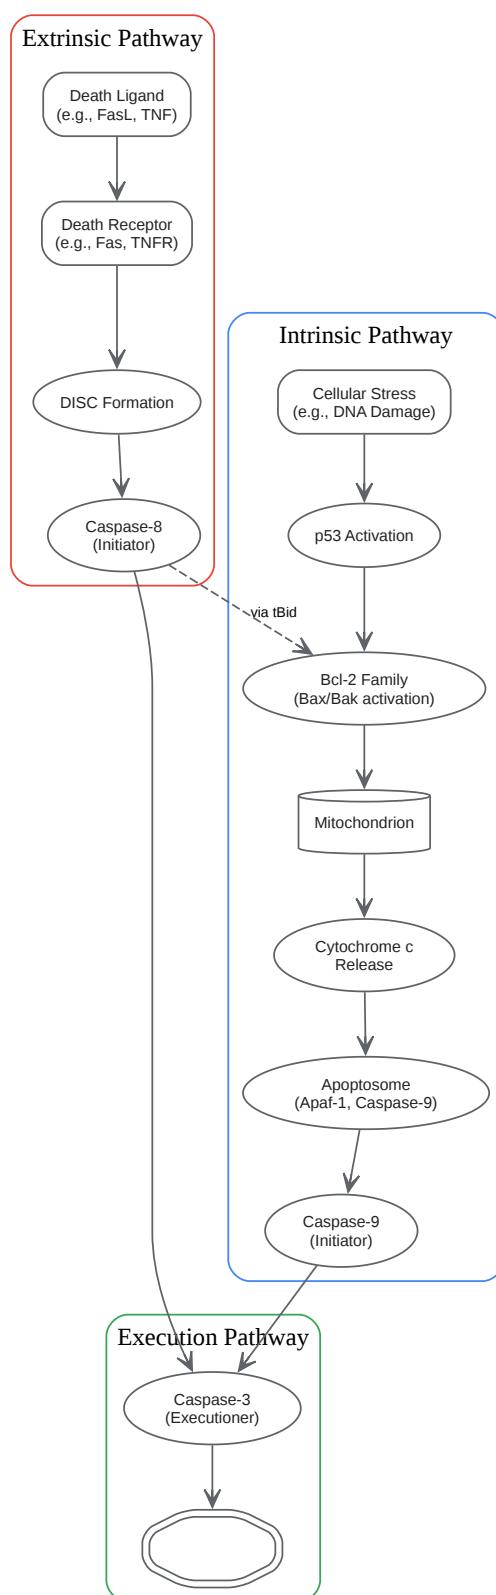 Extrinsic Pathway
Death Ligand
(e.g., FasL, TNF)
Death Receptor
(e.g., Fas, TNFR)
DISC Formation
Caspase-8
(Initiator)
Intrinsic Pathway
Cellular Stress
(e.g., DNA Damage)
p53 Activation
via tBid
Bcl-2 Family
(Bax/Bak activation)
Mitochondrion
Cytochrome c
Release
Apoptosome
(Apaf-1, Caspase-9)
Caspase-9
(Initiator)
Execution Pathway
Caspase-3
(Executioner)